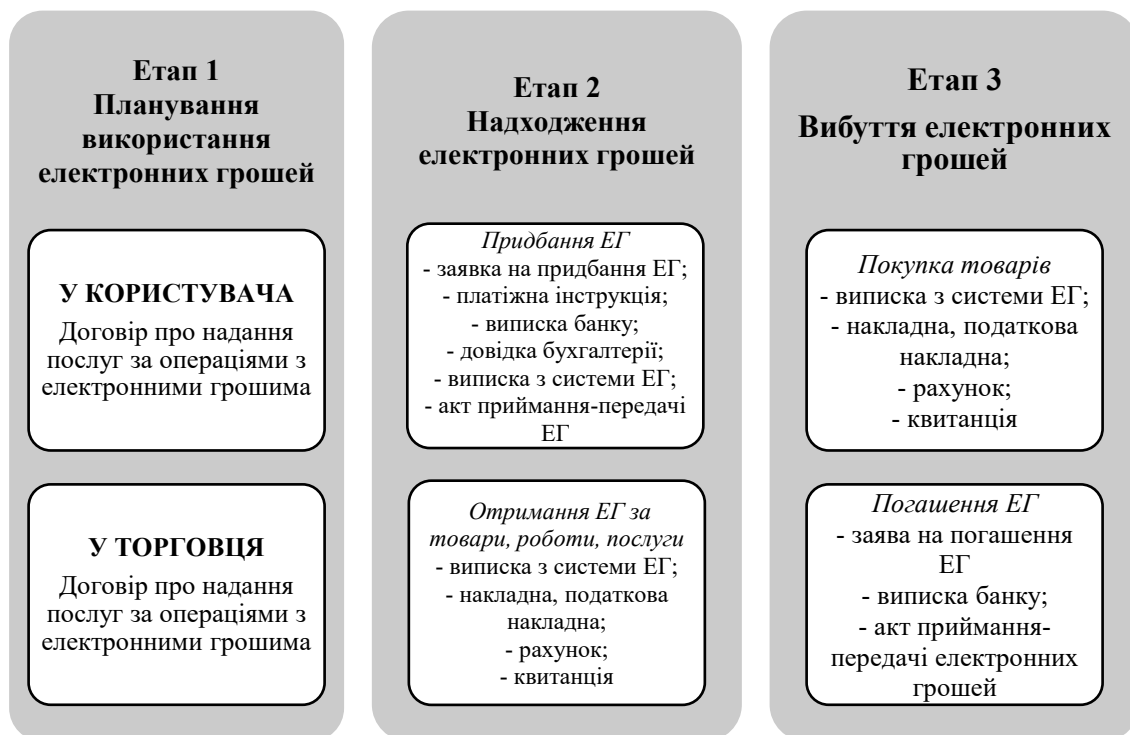 Етап 1
Планування
використання
електронних грошей
У КОРИСТУВАЧА
Договір про надання
послуг за операціями з
електронними грошима
У ТОРГОВЦЯ
Договір про надання
послуг за операціями з
електронними грошима
Етап 2
Надходження
електронних грошей
Придбання ЕГ
- заявка на придбання ЕГ;
- платіжна інструкція;
- виписка банку;
- довідка бухгалтерії;
- виписка з системи ЕГ;
- акт приймання-передачі
ЕГ
Отримання ЕГ за
товари, роботи, послуги
- виписка з системи ЕГ;
- накладна, податкова
накладна;
- рахунок;
- квитанція
Етап 3
Вибуття електронних
грошей
Покупка товарів
- виписка з системи ЕГ;
- накладна, податкова
накладна;
- рахунок;
- квитанція
Погашення ЕГ
- заява на погашення
ЕГ
- виписка банку;
- акт приймання-
передачі електронних
грошей